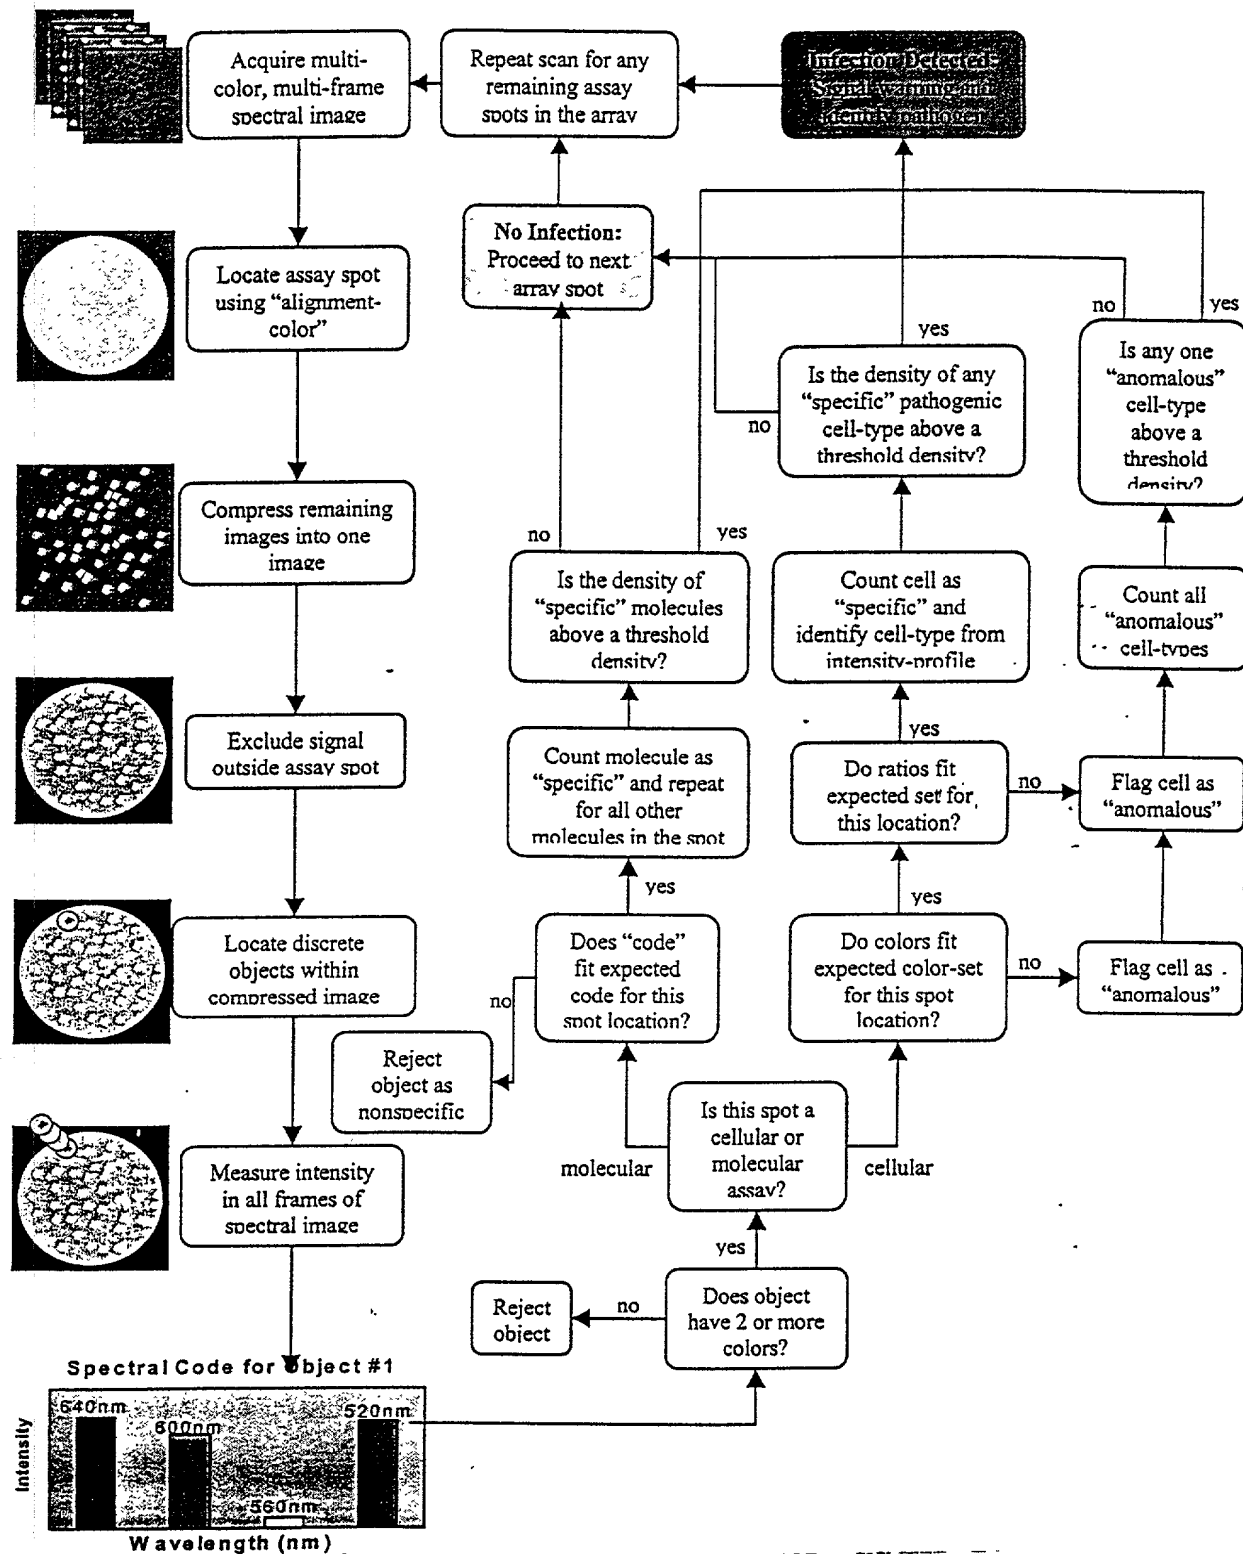 Acquire multi-
color, multi-frame
spectral image
Repeat scan for any
remaining assay
spots in the array
Infection Detected:
Signal warning and
identify pathogen
Locate assay spot
using “alignment-
color”
No Infection:
Proceed to next
array spot
no
yes
yes
Is the density of any
“specific” pathogenic
cell-type above a
threshold density?
no
Is any one
“anomalous”
cell-type
above a
threshold
density?
Compress remaining
images into one
image
no
yes
Is the density of
“specific” molecules
above a threshold
density?
Count cell as
“specific” and
identify cell-type from
intensity-profile
Count all
“anomalous”
cell-types
Exclude signal
outside assay spot
Count molecule as
“specific” and repeat
for all other
molecules in the spot
yes
Do ratios fit
expected set for
this location?
no
Flag cell as
“anomalous”
yes
yes
Locate discrete
objects within
compressed image
Does “code”
fit expected
code for this
spot location?
no
Do colors fit
expected color-set
for this spot
location?
no
Flag cell as
“anomalous”
Reject
object as
nonspecific
Is this spot a
cellular or
molecular
assay?
molecular
cellular
Measure intensity
in all frames of
spectral image
yes
Does object
have 2 or more
colors?
no
Reject
object
Spectral Code for Object #1
640nm
600nm
560nm
520nm
Intensity
Wavelength (nm)